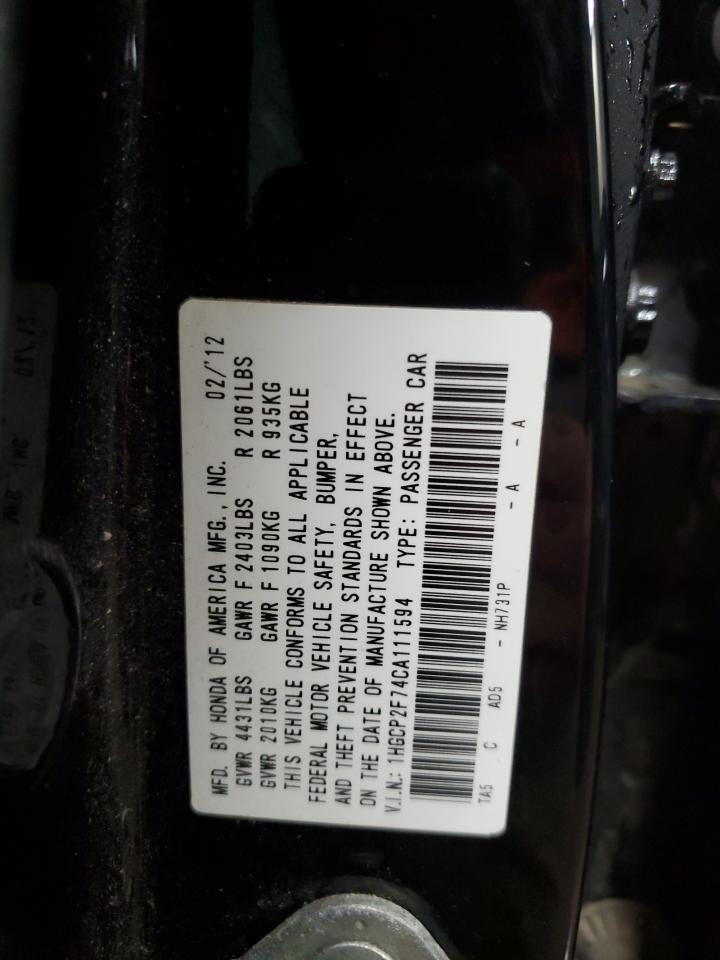 MFD. BY HONDA OF AMERICA MFG., INC. 02/'12
GVWR 4431LBS GAWR F 2403LBS R 2061LBS
GVWR 2010KG GAWR F 1090KG R 935KG
THIS VEHICLE CONFORMS TO ALL APPLICABLE
FEDERAL MOTOR VEHICLE SAFETY, BUMPER,
AND THEFT PREVENTION STANDARDS IN EFFECT
ON THE DATE OF MANUFACTURE SHOWN ABOVE.
V.I.N.: 1HGCP2F74CA111594 TYPE: PASSENGER CAR
TA5 C AD5 - NH731P - A - A